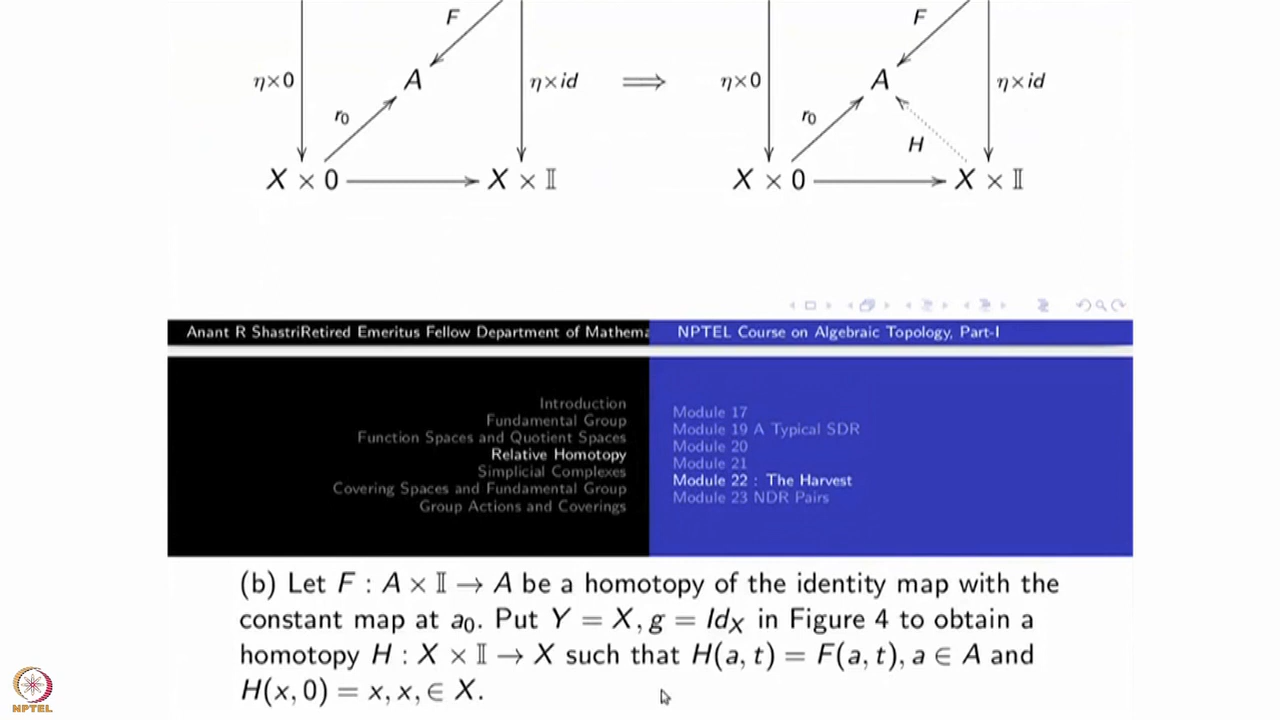 F F
η×0 A η×id ⟹ η×0 A η×id
r₀ r₀
H
X × 0 X × 𝕀 X × 0 X × 𝕀
Anant R ShastriRetired Emeritus Fellow Department of Mathema NPTEL Course on Algebraic Topology, Part-I
Introduction
Fundamental Group
Function Spaces and Quotient Spaces
Relative Homotopy
Simplicial Complexes
Covering Spaces and Fundamental Group
Group Actions and Coverings
Module 17
Module 19 A Typical SDR
Module 20
Module 21
Module 22 : The Harvest
Module 23 NDR Pairs
(b) Let F : A × 𝕀 → A be a homotopy of the identity map with the
constant map at a₀. Put Y = X, g = Id_X in Figure 4 to obtain a
homotopy H : X × 𝕀 → X such that H(a, t) = F(a, t), a ∈ A and
H(x, 0) = x, x, ∈ X.
NPTEL